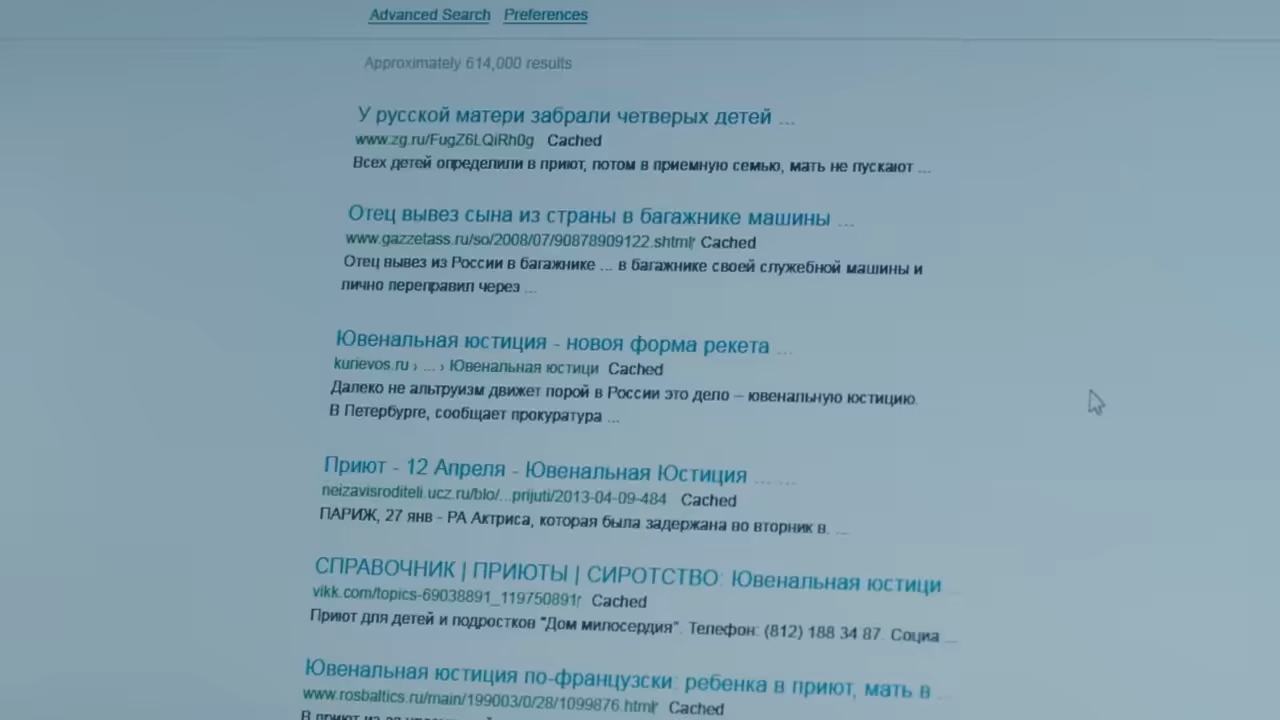 Advanced Search Preferences
Approximately 614,000 results
У русской матери забрали четверых детей ...
www.zg.ru/FugZ6LQiRh0g Cached
Всех детей определили в приют, потом в приемную семью, мать не пускают ...
Отец вывез сына из страны в багажнике машины ...
www.gazzetass.ru/so/2008/07/90878909122.shtml Cached
Отец вывез из России в багажнике ... в багажнике своей служебной машины и
лично переправил через ...
Ювенальная юстиция - новоя форма рекета ...
kurievos.ru › ... › Ювенальная юстици Cached
Далеко не альтруизм движет порой в России это дело – ювенальную юстицию.
В Петербурге, сообщает прокуратура ...
Приют - 12 Апреля - Ювенальная Юстиция ... ...
neizavisroditeli.ucz.ru/blo/...prijuti/2013-04-09-484 Cached
ПАРИЖ, 27 янв - РА Актриса, которая была задержана во вторник в. ...
СПРАВОЧНИК | ПРИЮТЫ | СИРОТСТВО: Ювенальная юстици ...
vikk.com/topics-69038891_119750891r Cached
Приют для детей и подростков "Дом милосердия". Телефон: (812) 188 34 87. Социа ...
Ювенальная юстиция по-французски: ребенка в приют, мать в ...
www.rosbaltics.ru/main/199003/0/28/1099876.html Cached
В приют из-за